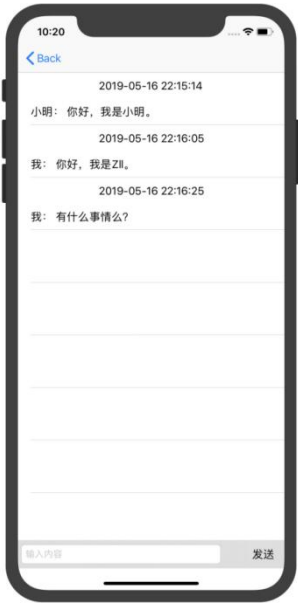 10:20
Back
2019-05-16 22:15:14
小明： 你好，我是小明。
2019-05-16 22:16:05
我： 你好，我是Zll。
2019-05-16 22:16:25
我： 有什么事情么？
输入内容
发送